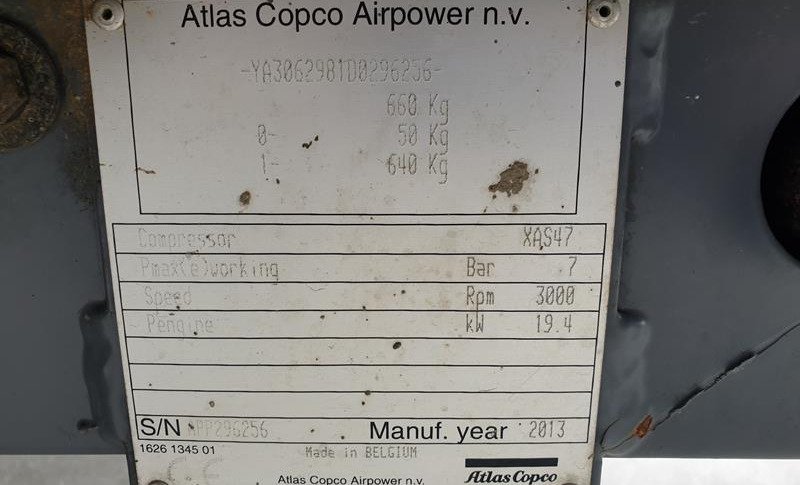 Atlas Copco Airpower n.v.
-YA3062981D0296256-
660 Kg
0- 50 Kg
1- 640 Kg
Compressor XAS47
Pmax(e)working Bar 7
Speed Rpm 3000
Pengine kW 19.4
S/N APP296256 Manuf. year 2013
1626 1345 01 Made in BELGIUM
CE Atlas Copco Airpower n.v. Atlas Copco